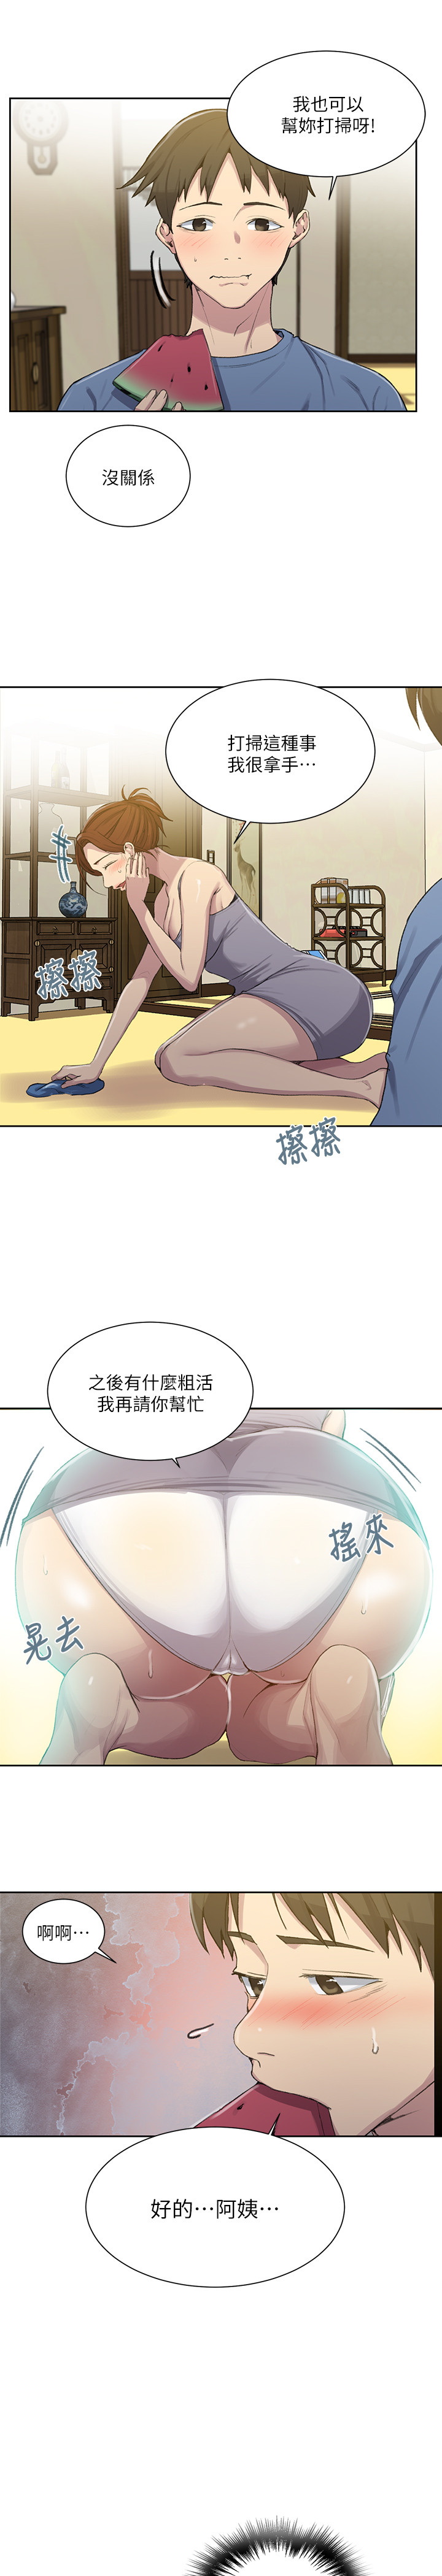 我也可以
幫妳打掃呀!
沒關係
打掃這種事
我很拿手⋯
擦擦
擦擦
之後有什麼粗活
我再請你幫忙
搖來
晃去
啊啊⋯
好的⋯阿姨⋯